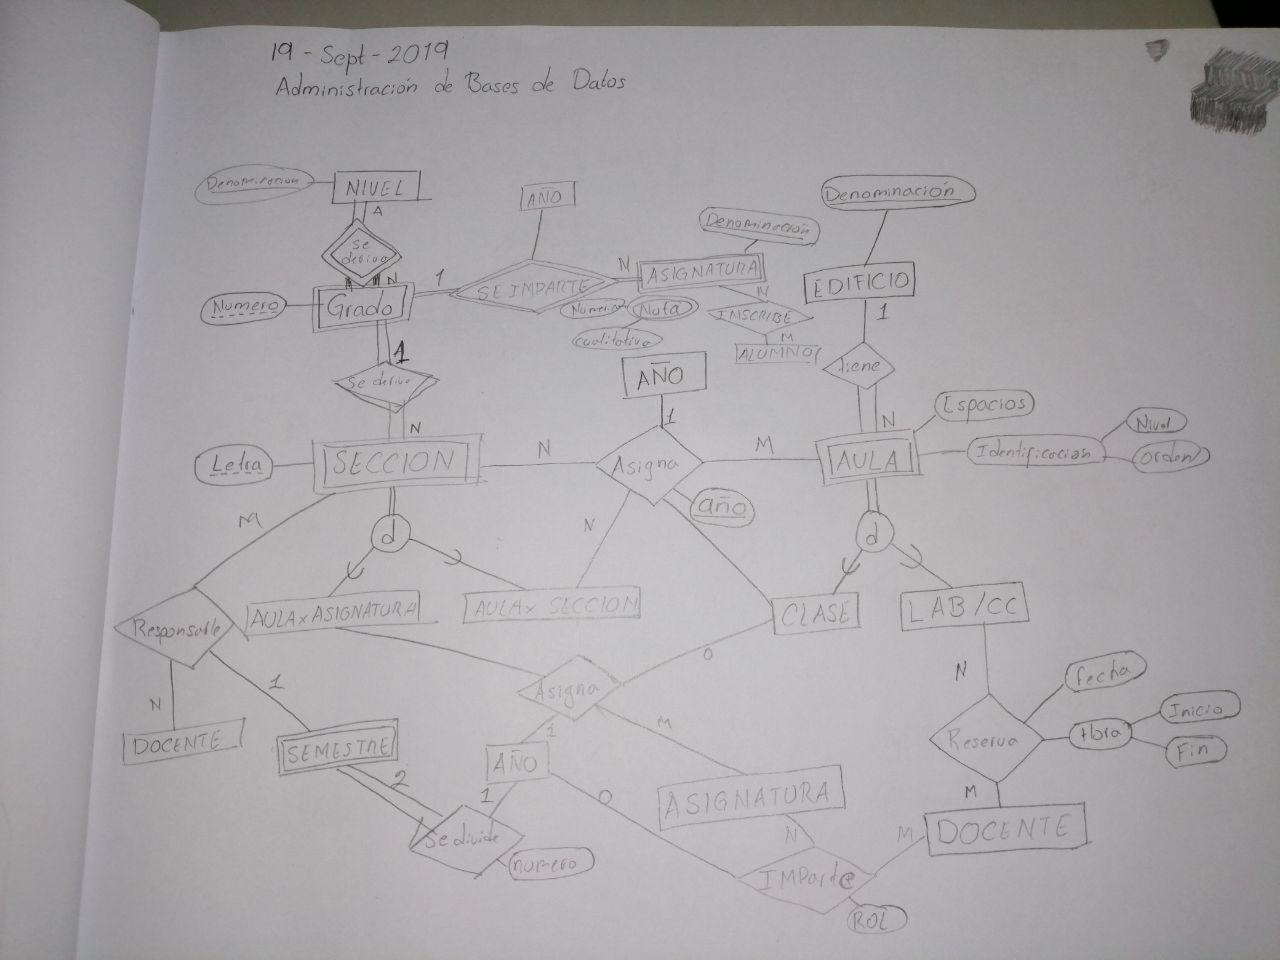 19 - Sept - 2019
Administración de Bases de Datos
Denominacion
NIVEL
AÑO
Denominación
A
Denominación
se deriva
N
ASIGNATURA
EDIFICIO
N
1
SE IMPARTE
Numero
Grado
Numerica
Nota
N
INSCRIBE
1
cualitativa
M
ALUMNO
tiene
1
AÑO
se deriva
1
N
Espacios
N
Nivel
Letra
SECCION
N
Asigna
M
AULA
Identificacion
orden
año
M
N
d
d
AULA x ASIGNATURA
AULA x SECCION
CLASE
LAB/CC
Responsable
O
N
Fecha
1
Asigna
N
1
M
Inicio
DOCENTE
SEMESTRE
AÑO
Reserva
Hora
Fin
2
1
O
ASIGNATURA
M
Se divide
N
M
DOCENTE
numero
IMParte
ROL